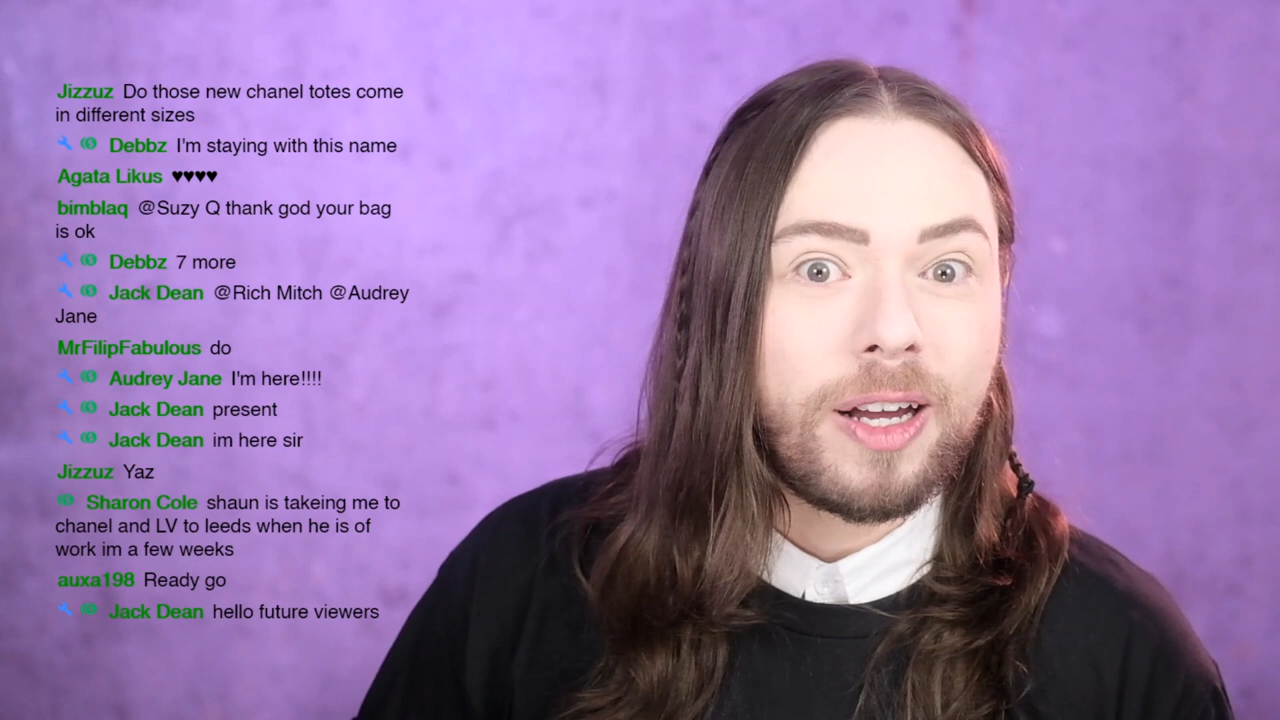 Jizzuz Do those new chanel totes come
in different sizes
Debbz I'm staying with this name
Agata Likus ♥♥♥♥
bimblaq @Suzy Q thank god your bag
is ok
Debbz 7 more
Jack Dean @Rich Mitch @Audrey
Jane
MrFilipFabulous do
Audrey Jane I'm here!!!!
Jack Dean present
Jack Dean im here sir
Jizzuz Yaz
Sharon Cole shaun is takeing me to
chanel and LV to leeds when he is of
work im a few weeks
auxa198 Ready go
Jack Dean hello future viewers